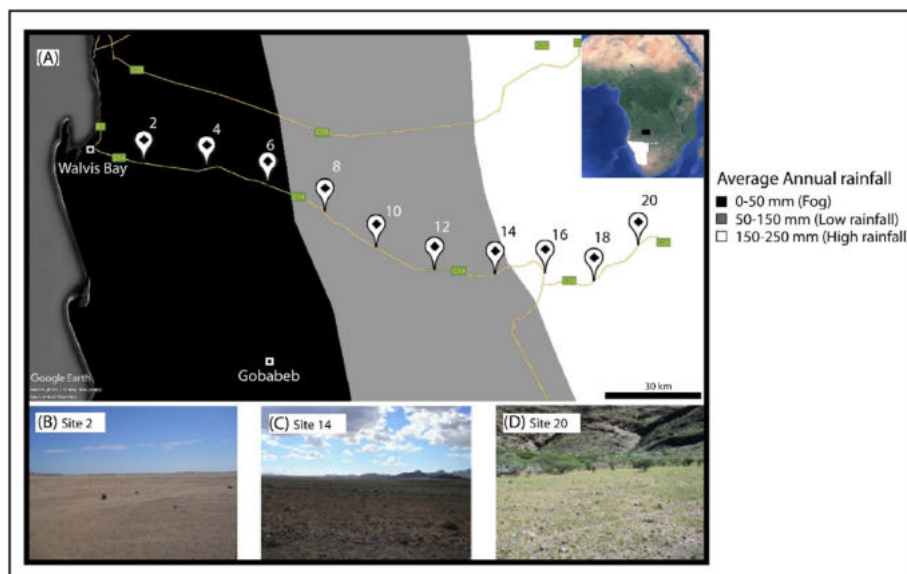 (A)
2
4
6
8
10
12
14
16
18
20
Walvis Bay
Gobabeb
Google Earth
30 km
Average Annual rainfall
0-50 mm (Fog)
50-150 mm (Low rainfall)
150-250 mm (High rainfall)
(B) Site 2
(C) Site 14
(D) Site 20